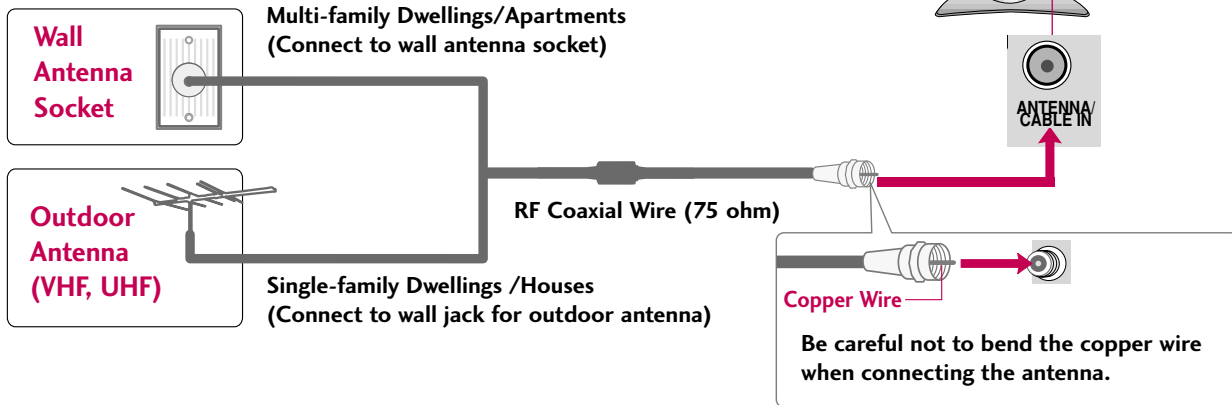 Wall
Antenna
Socket
Multi-family Dwellings/Apartments
(Connect to wall antenna socket)
ANTENNA/
CABLE IN
Outdoor
Antenna
(VHF, UHF)
RF Coaxial Wire (75 ohm)
Single-family Dwellings /Houses
(Connect to wall jack for outdoor antenna)
Copper Wire
Be careful not to bend the copper wire
when connecting the antenna.